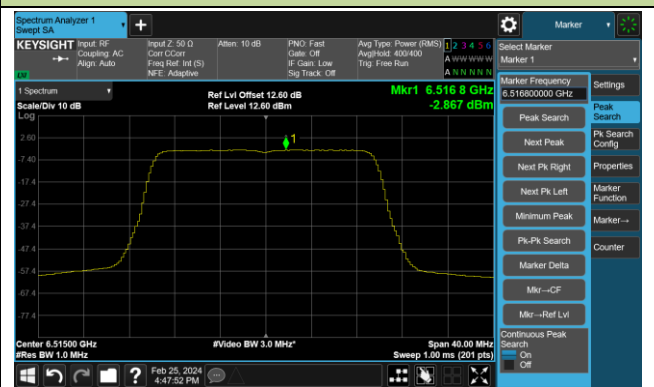 Spectrum Analyzer 1
Swept SA
+
Marker
KEYSIGHT
Input: RF
Coupling: AC
Align: Auto
Input Z: 50 Ω
Corr CCorr
Freq Ref: Int (S)
NFE: Adaptive
Atten: 10 dB
PNO: Fast
Gate: Off
IF Gain: Low
Sig Track: Off
Avg Type: Power (RMS)
Avg|Hold: 400/400
Trig: Free Run
1 2 3 4 5 6
A W W W W W
A N N N N N
Select Marker
Marker 1
LXI
1 Spectrum
Scale/Div 10 dB
Log
Ref Lvl Offset 12.60 dB
Ref Level 12.60 dBm
Mkr1 6.516 8 GHz
-2.867 dBm
1
2.60
-7.40
-17.4
-27.4
-37.4
-47.4
-57.4
-67.4
-77.4
Center 6.51500 GHz
#Res BW 1.0 MHz
#Video BW 3.0 MHz*
Span 40.00 MHz
Sweep 1.00 ms (201 pts)
Marker Frequency
6.516800000 GHz
Peak Search
Next Peak
Next Pk Right
Next Pk Left
Minimum Peak
Pk-Pk Search
Marker Delta
Mkr→CF
Mkr→Ref Lvl
Continuous Peak
Search
On
Off
Settings
Peak
Search
Pk Search
Config
Properties
Marker
Function
Marker→
Counter
?
Feb 25, 2024
4:47:52 PM